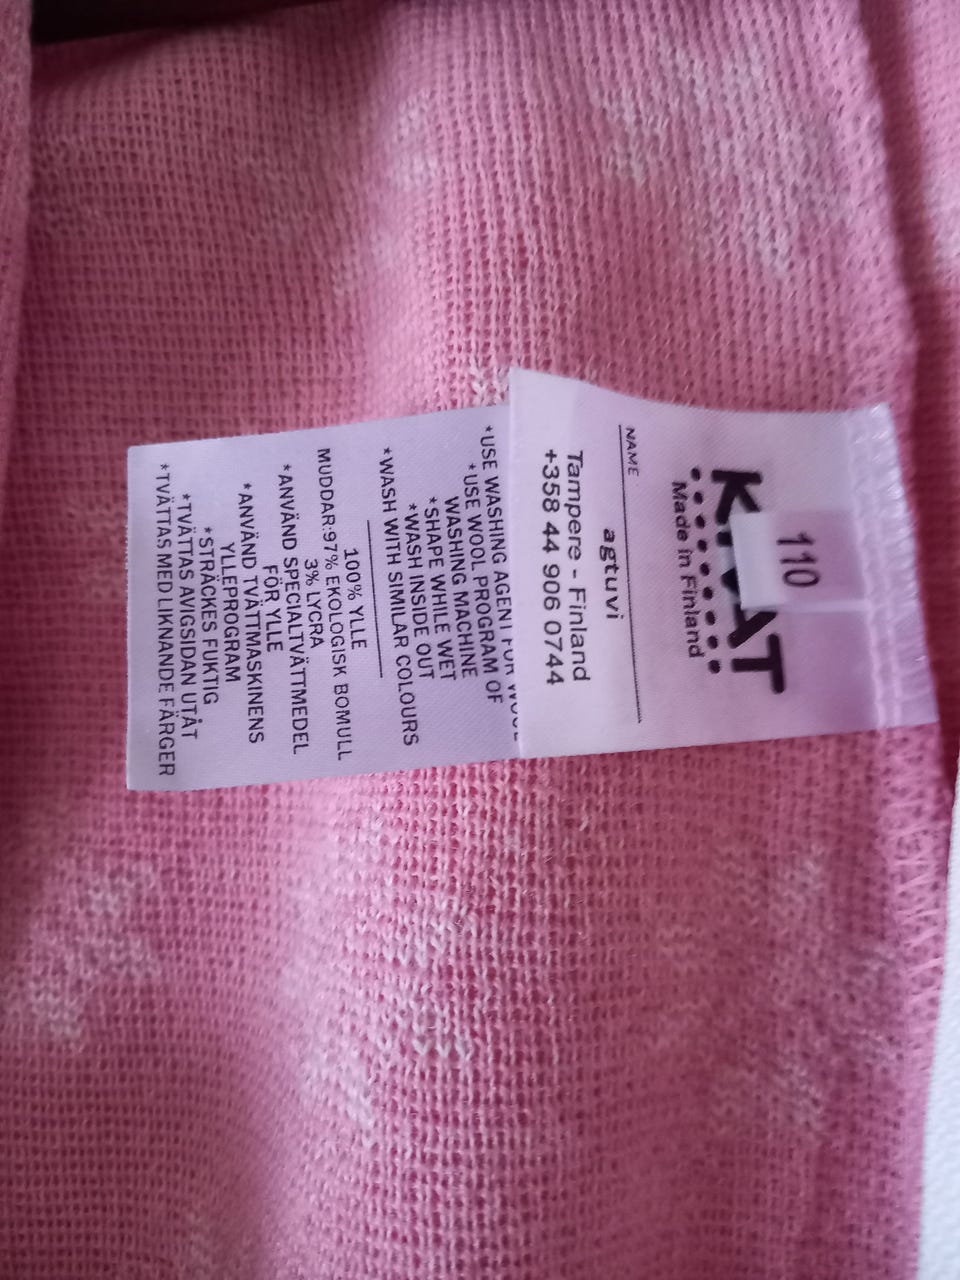 110
KIVAT
Made in Finland
NAME
agtuvi
Tampere - Finland
+358 44 906 0744
*USE WASHING AGENT FOR WOOL
*USE WOOL PROGRAM OF
WASHING MACHINE
*SHAPE WHILE WET
*WASH INSIDE OUT
*WASH WITH SIMILAR COLOURS
100% YLLE
MUDDAR:97% EKOLOGISK BOMULL
3% LYCRA
*ANVÄND SPECIALTVÄTTMEDEL
FÖR YLLE
*ANVÄND TVÄTTMASKINENS
YLLEPROGRAM
*STRÄCKES FUKTIG
*TVÄTTAS AVIGSIDAN UTÅT
*TVÄTTAS MED LIKNANDE FÄRGER